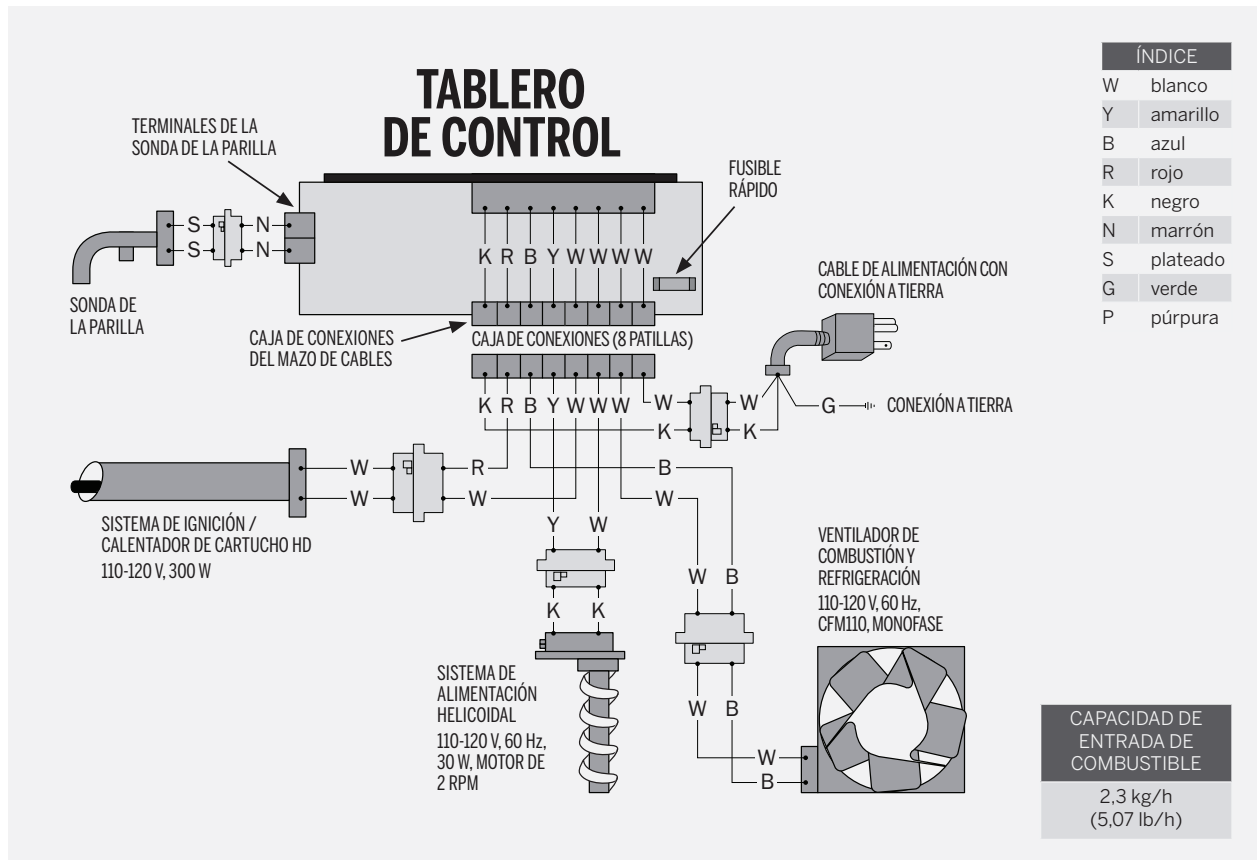 TABLERO
DE CONTROL
TERMINALES DE LA
SONDA DE LA PARILLA
FUSIBLE
RÁPIDO
S
N
S
N
SONDA DE
LA PARILLA
K R B Y W W W W
CAJA DE CONEXIONES
DEL MAZO DE CABLES
CAJA DE CONEXIONES (8 PATILLAS)
CABLE DE ALIMENTACIÓN CON
CONEXIÓN A TIERRA
K R B Y W W W
W
W
K
K
G
CONEXIÓN A TIERRA
W
R
W
W
B
W
SISTEMA DE IGNICIÓN /
CALENTADOR DE CARTUCHO HD
110-120 V, 300 W
Y W
K K
SISTEMA DE
ALIMENTACIÓN
HELICOIDAL
110-120 V, 60 Hz,
30 W, MOTOR DE
2 RPM
W B
W B
W
B
VENTILADOR DE
COMBUSTIÓN Y
REFRIGERACIÓN
110-120 V, 60 Hz,
CFM110, MONOFASE
ÍNDICE
W blanco
Y amarillo
B azul
R rojo
K negro
N marrón
S plateado
G verde
P púrpura
CAPACIDAD DE
ENTRADA DE
COMBUSTIBLE
2,3 kg/h
(5,07 lb/h)